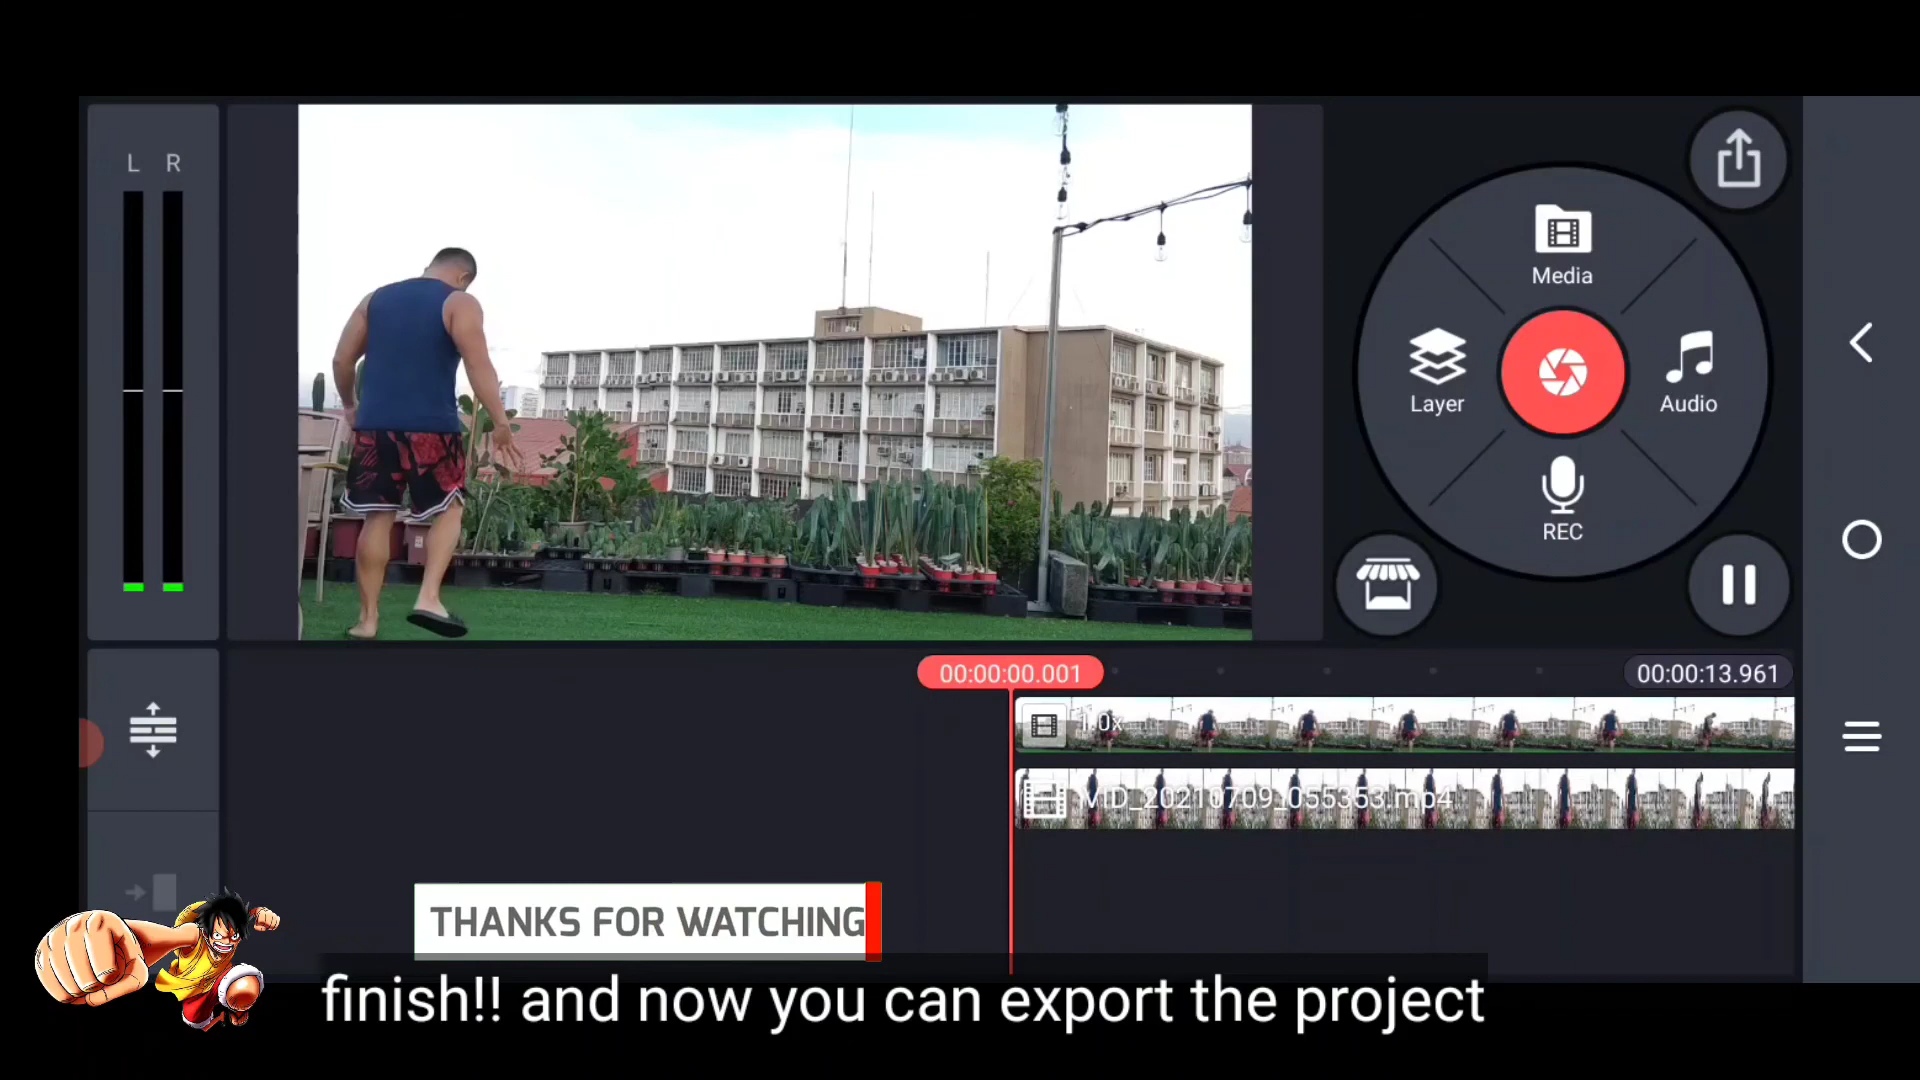 L R
Media
Layer
Audio
REC
00:00:00.001
00:00:13.961
1.0x
VID_20210709_055353.mp4
THANKS FOR WATCHING
finish!! and now you can export the project